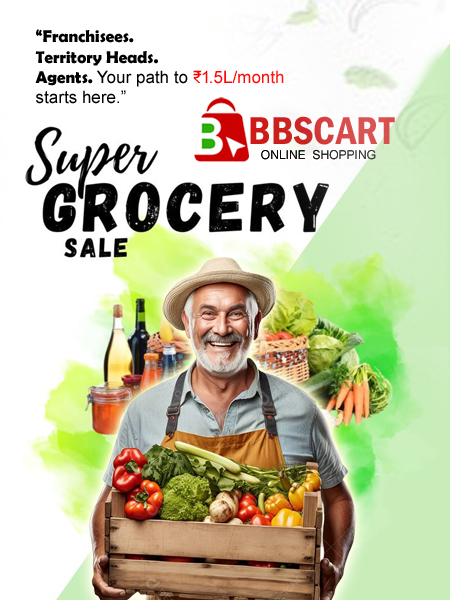 “Franchisees.
Territory Heads.
Agents. Your path to ₹1.5L/month
starts here.”
B BBSCART
ONLINE SHOPPING
Super
GROCERY
SALE